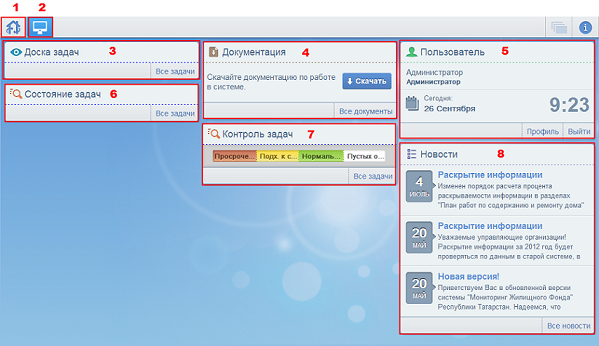 1 2
Доска задач 3
Все задачи
Состояние задач 6
Все задачи
Документация 4
Скачайте документацию по работе
в системе.
Скачать
Все документы
Контроль задач 7
Просроче... Подх. к с... Нормаль... Пустых о...
Все задачи
Пользователь 5
Администратор
Администратор
Сегодня:
26 Сентября
9:23
Профиль Выйти
Новости 8
4
ИЮЛЬ
Раскрытие информации
Изменен порядок расчета процента
раскрываемости информации в разделах
"План работ по содержанию и ремонту дома"
20
МАЙ
Раскрытие информации
Уважаемые управляющие организации!
Раскрытие информации за 2012 год будет
проверяться по данным в старой системе, в
20
МАЙ
Новая версия!
Приветствуем Вас в обновленной версии
системы "Мониторинг Жилищного Фонда"
Республики Татарстан. Надеемся, что
Все новости